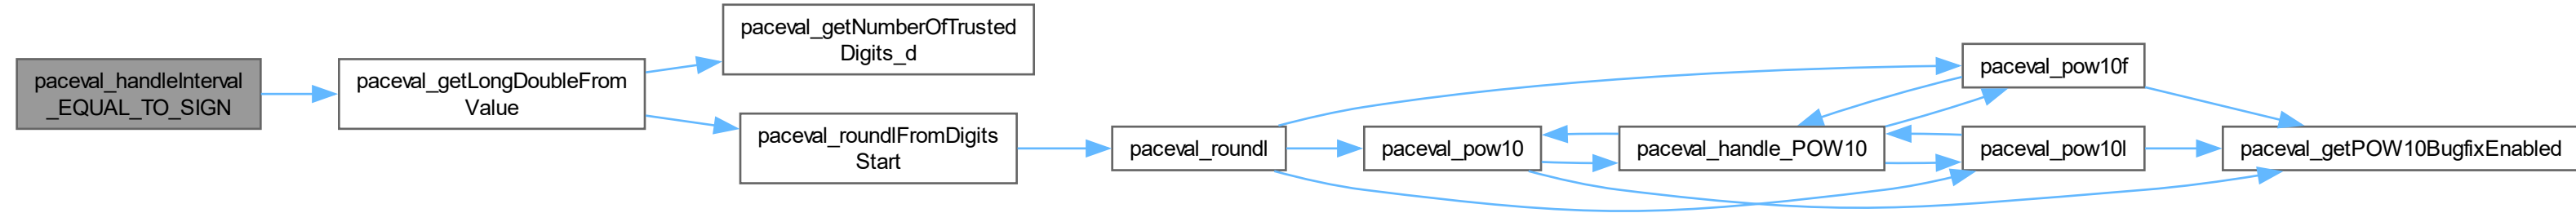 paceval_handleInterval
_EQUAL_TO_SIGN
paceval_getLongDoubleFrom
Value
paceval_getNumberOfTrusted
Digits_d
paceval_roundlFromDigits
Start
paceval_roundl
paceval_pow10
paceval_handle_POW10
paceval_pow10f
paceval_pow10l
paceval_getPOW10BugfixEnabled